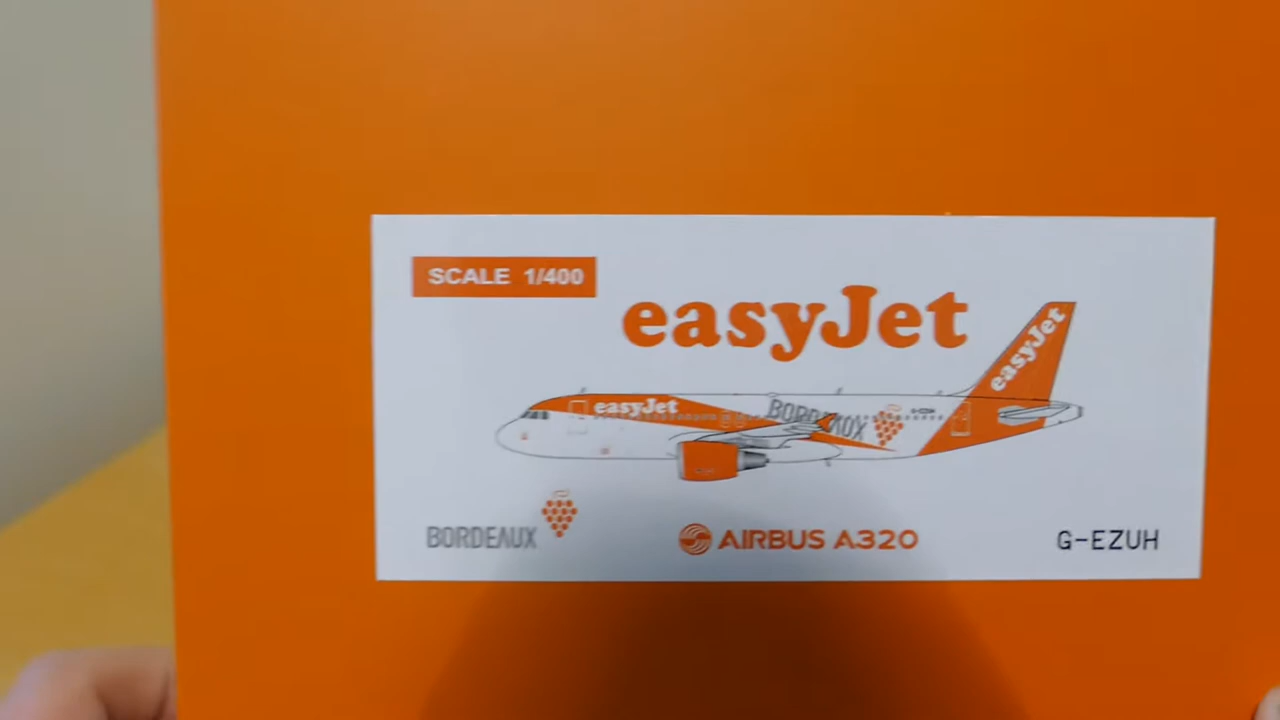 SCALE 1/400
easyJet
easyJet
easyJet
BORDEAUX
BORDEAUX
AIRBUS A320
G-EZUH